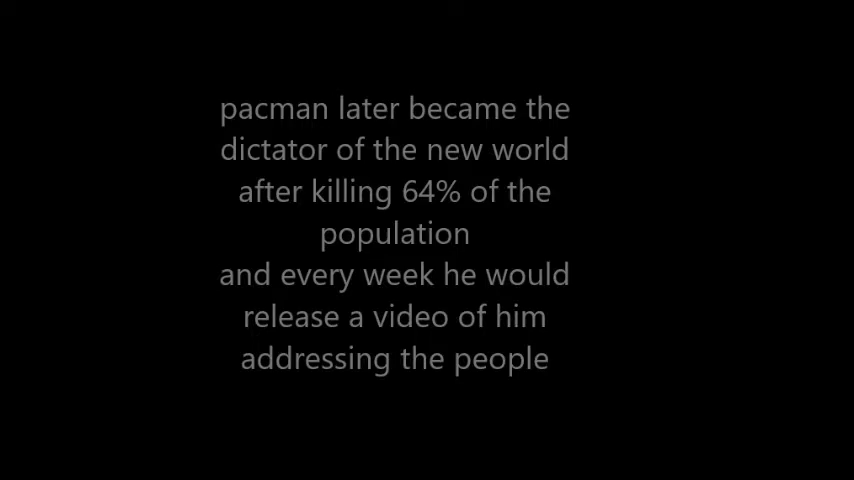 pacman later became the
dictator of the new world
after killing 64% of the
population
and every week he would
release a video of him
addressing the people